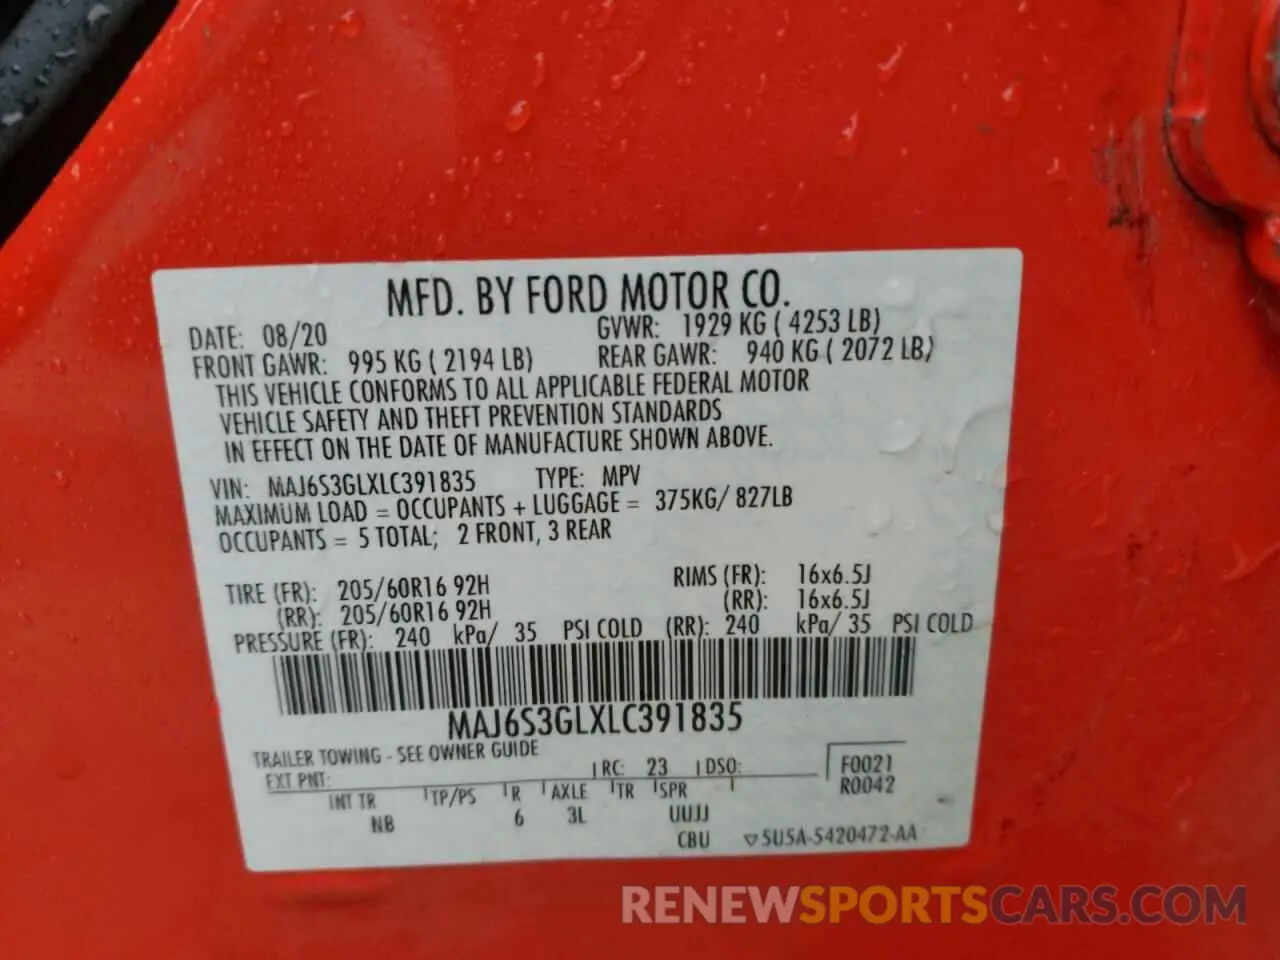 MFD. BY FORD MOTOR CO.
DATE: 08/20 GVWR: 1929 KG ( 4253 LB)
FRONT GAWR: 995 KG ( 2194 LB) REAR GAWR: 940 KG ( 2072 LB)
THIS VEHICLE CONFORMS TO ALL APPLICABLE FEDERAL MOTOR
VEHICLE SAFETY AND THEFT PREVENTION STANDARDS
IN EFFECT ON THE DATE OF MANUFACTURE SHOWN ABOVE.
VIN: MAJ6S3GLXLC391835 TYPE: MPV
MAXIMUM LOAD = OCCUPANTS + LUGGAGE = 375KG/ 827LB
OCCUPANTS = 5 TOTAL; 2 FRONT, 3 REAR
TIRE (FR): 205/60R16 92H RIMS (FR): 16x6.5J
(RR): 205/60R16 92H (RR): 16x6.5J
PRESSURE (FR): 240 kPa/ 35 PSI COLD (RR): 240 kPa/ 35 PSI COLD
MAJ6S3GLXLC391835
TRAILER TOWING - SEE OWNER GUIDE
EXT PNT: RC: 23 DSO: F0021
INT TR TP/PS R AXLE TR SPR R0042
NB 6 3L UUJJ
CBU ▽ SU5A-5420472-AA
RENEWSPORTSCARS.COM